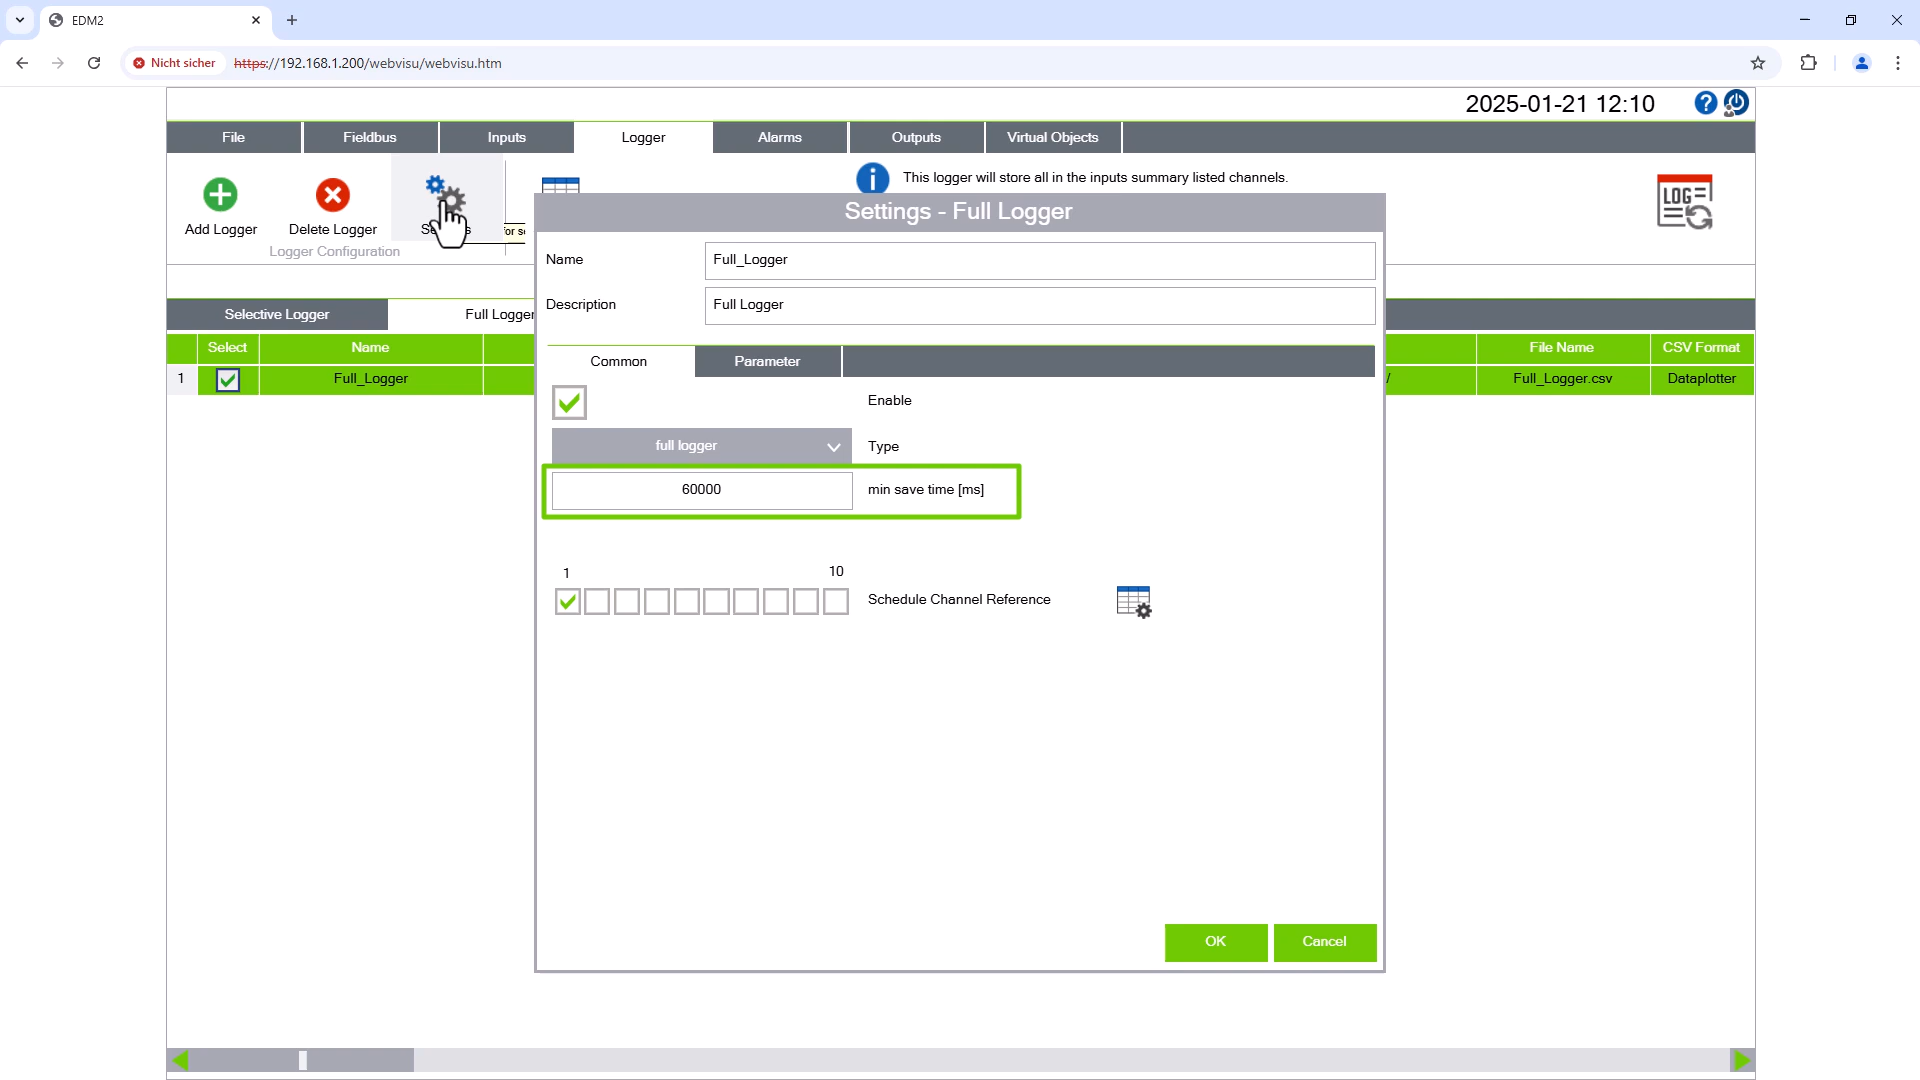 EDM2
Nicht sicher
https://192.168.1.200/webvisu/webvisu.htm
2025-01-21 12:10
File
Fieldbus
Inputs
Logger
Alarms
Outputs
Virtual Objects
This logger will store all in the inputs summary listed channels.
LOG
Add Logger
Delete Logger
for s
Logger Configuration
Settings - Full Logger
Name
Full_Logger
Description
Full Logger
Selective Logger
Full Logger
Select
Name
File Name
CSV Format
1
Full_Logger
/
Full_Logger.csv
Dataplotter
Common
Parameter
Enable
full logger
Type
60000
min save time [ms]
1
10
Schedule Channel Reference
OK
Cancel